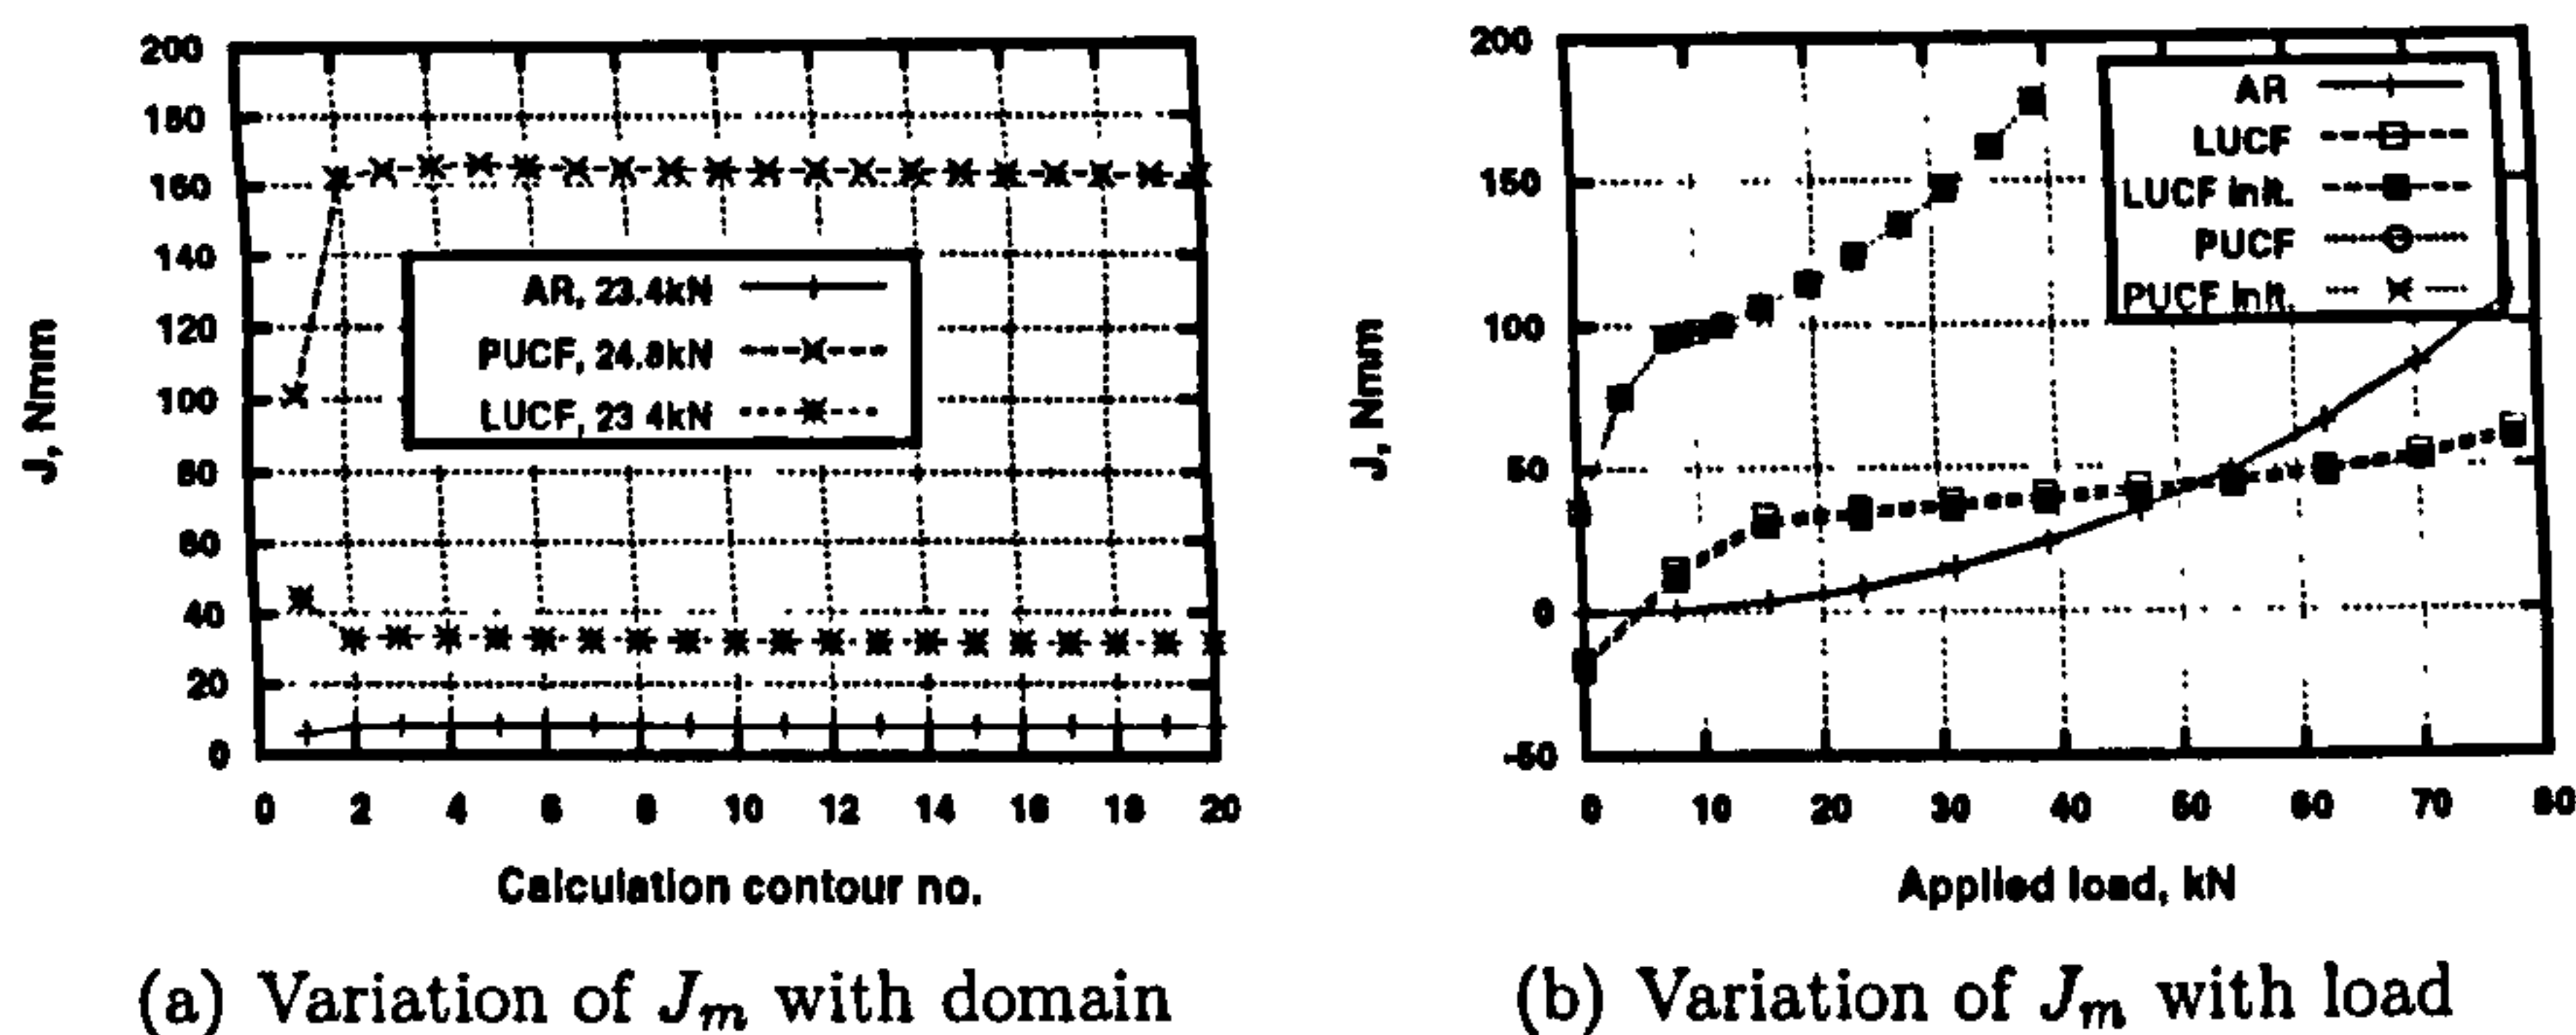 200
180
160
140
120
100
80
60
40
20
0
J, Nmm
AR, 23.4kN
PUCF, 24.8kN
LUCF, 23 4kN
0 2 4 6 8 10 12 14 16 18 20
Calculation contour no.
(a) Variation of Jm with domain
200
150
100
50
0
-50
J, Nmm
AR
LUCF
LUCF init.
PUCF
PUCF init.
0 10 20 30 40 50 60 70 80
Applied load, kN
(b) Variation of Jm with load